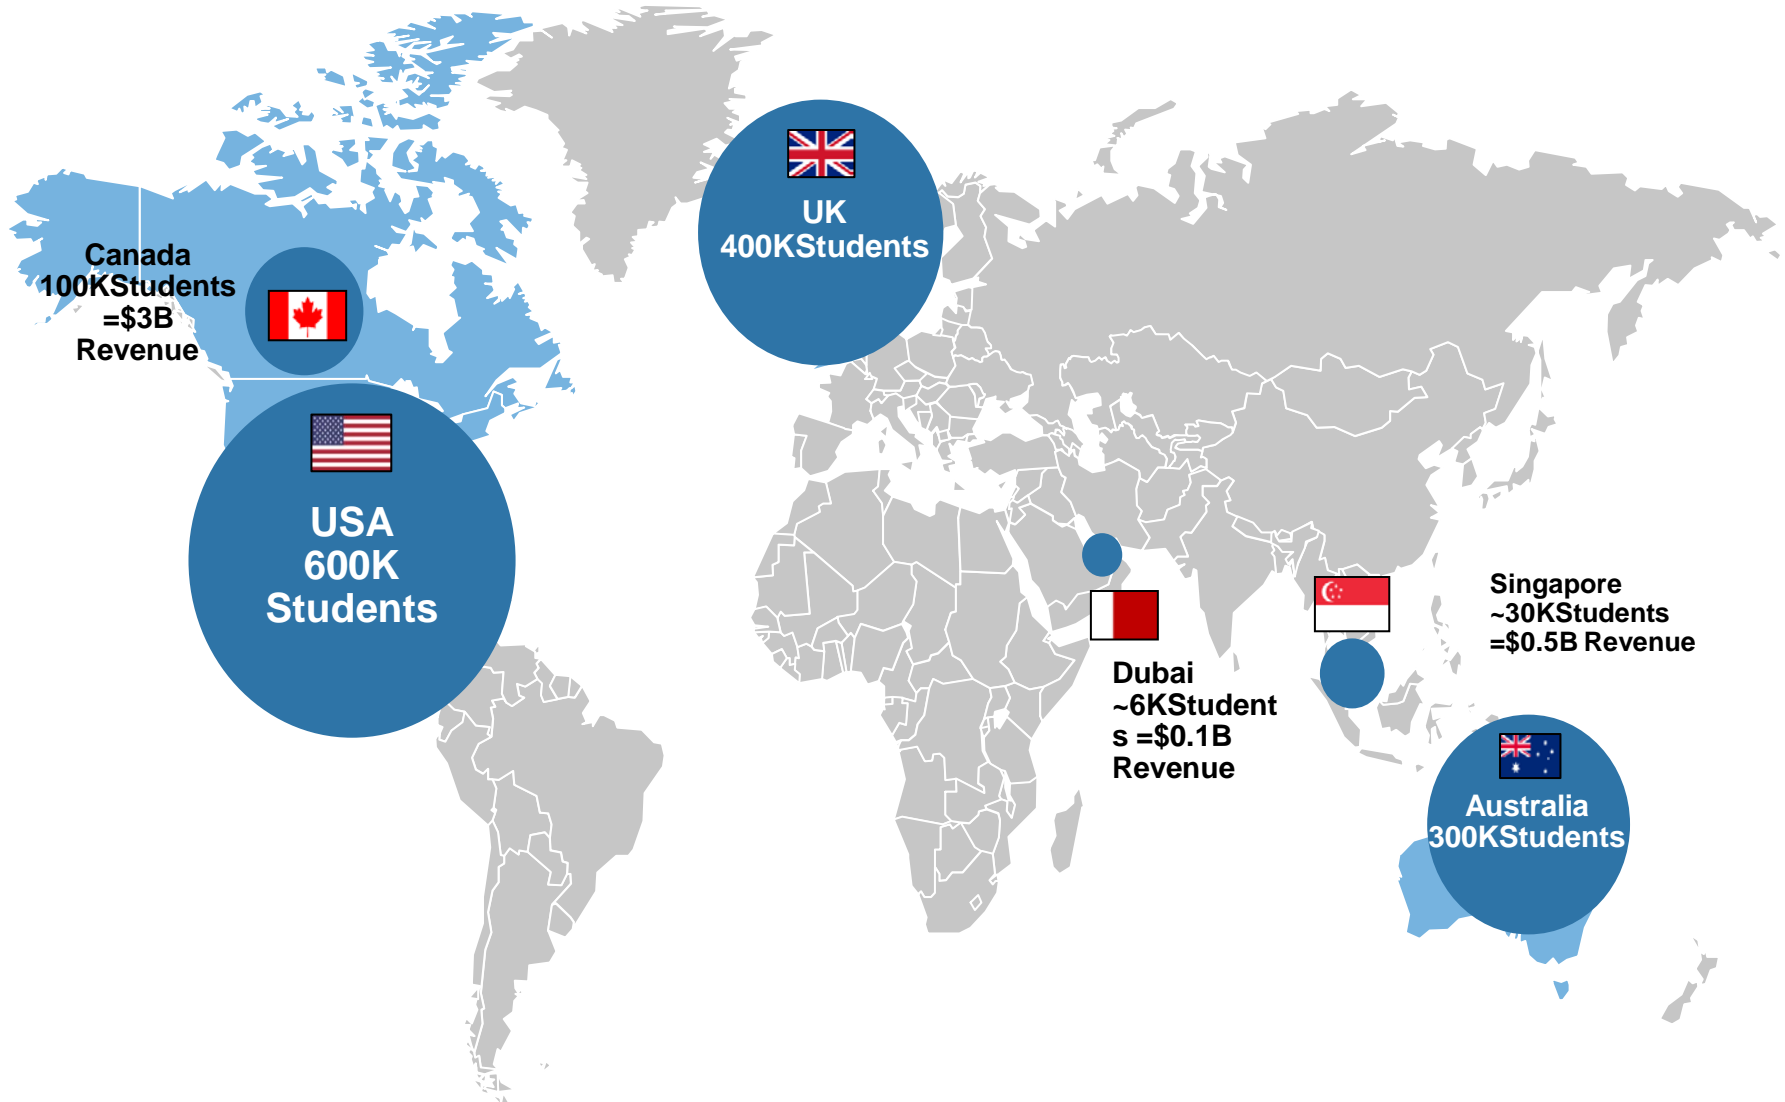 Canada
100KStudents
=$3B
Revenue
USA
600K
Students
UK
400KStudents
Dubai
~6KStudent
s =$0.1B
Revenue
Singapore
~30KStudents
=$0.5B Revenue
Australia
300KStudents